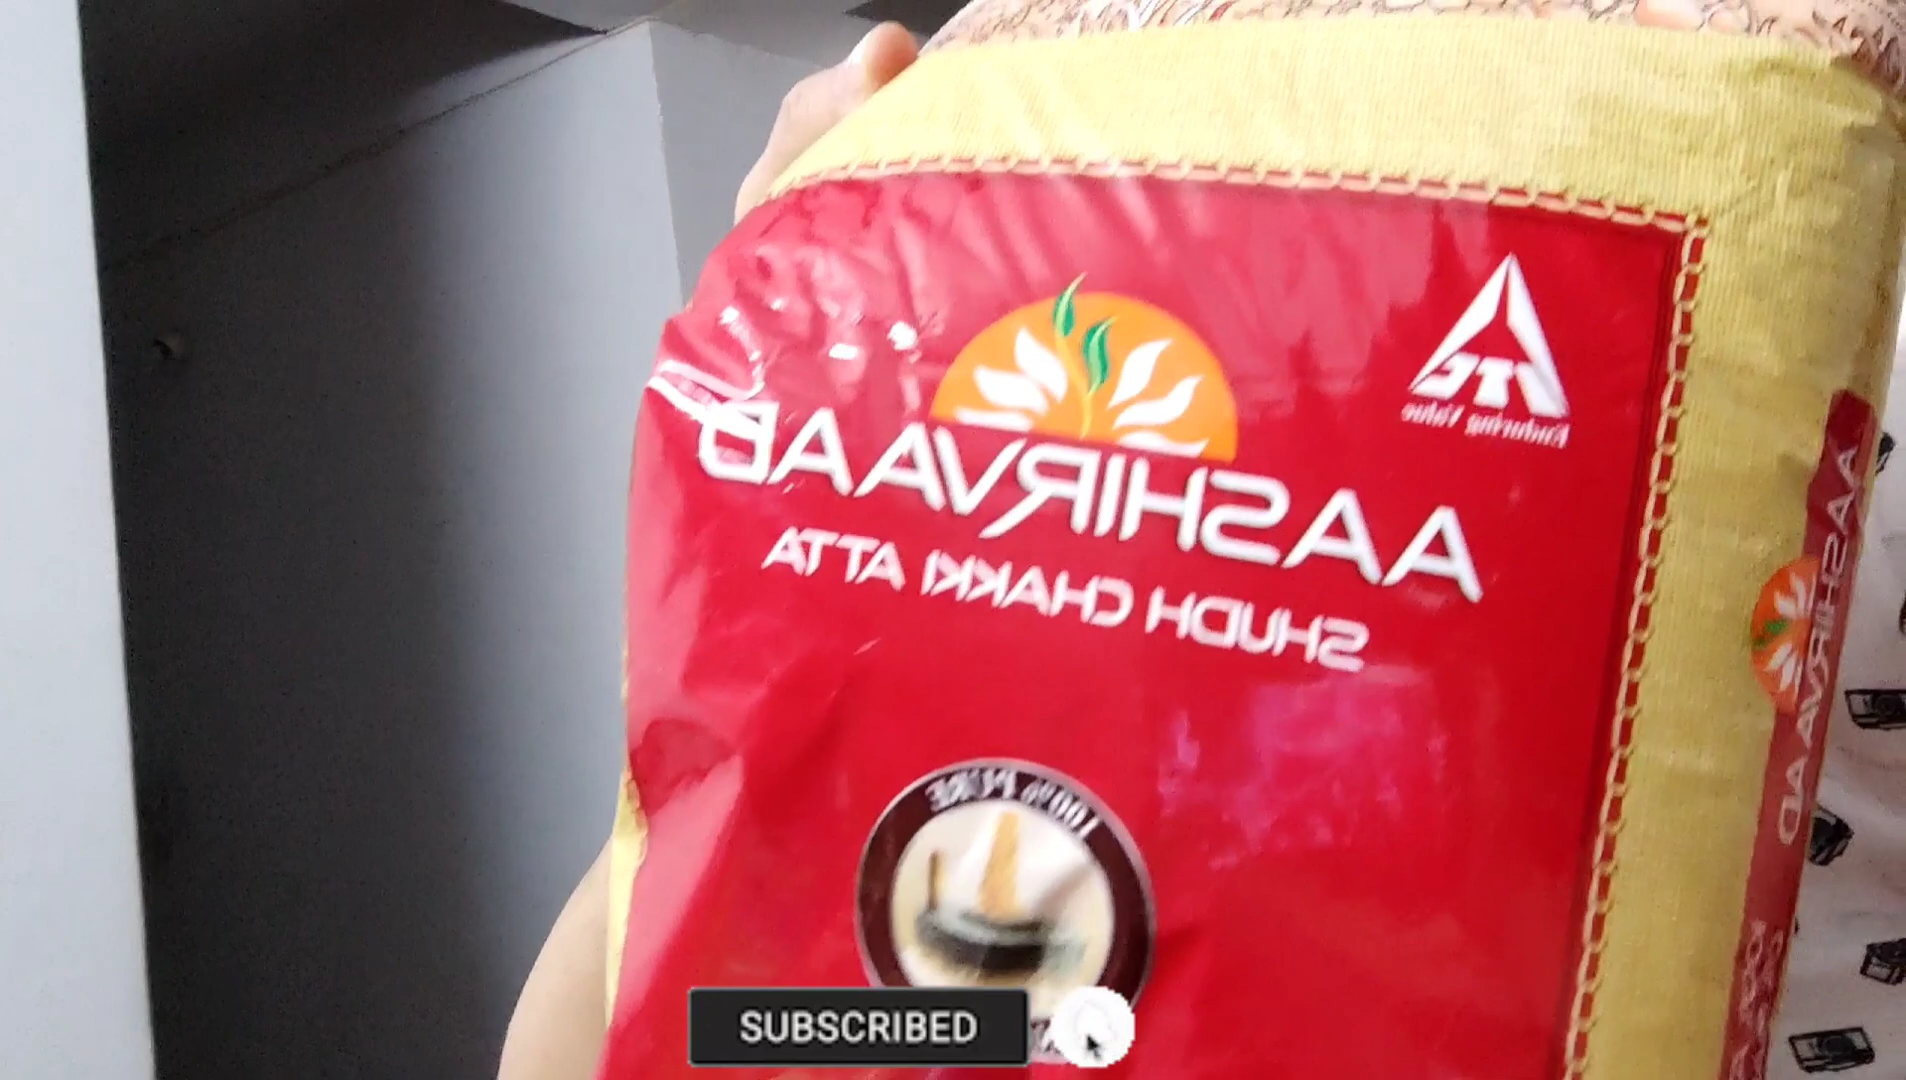 ITC
Enduring Value
AASHIRVAAD
SHUDH CHAKKI ATTA
100% PURE
AASHIRVAAD
SUBSCRIBED